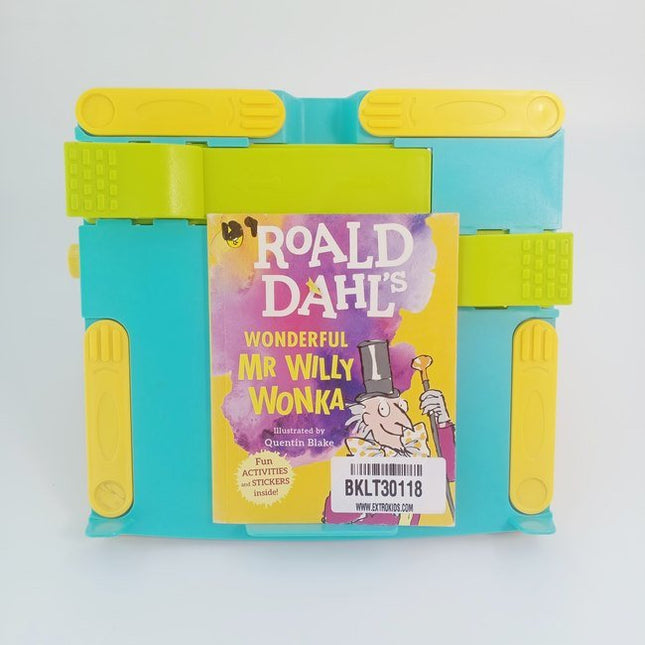 ROALD
DAHL'S
WONDERFUL
MR WILLY
WONKA
Illustrated by
Quentin Blake
Fun
ACTIVITIES
and STICKERS
inside!
BKLT30118
WWW.EXTROKIDS.COM